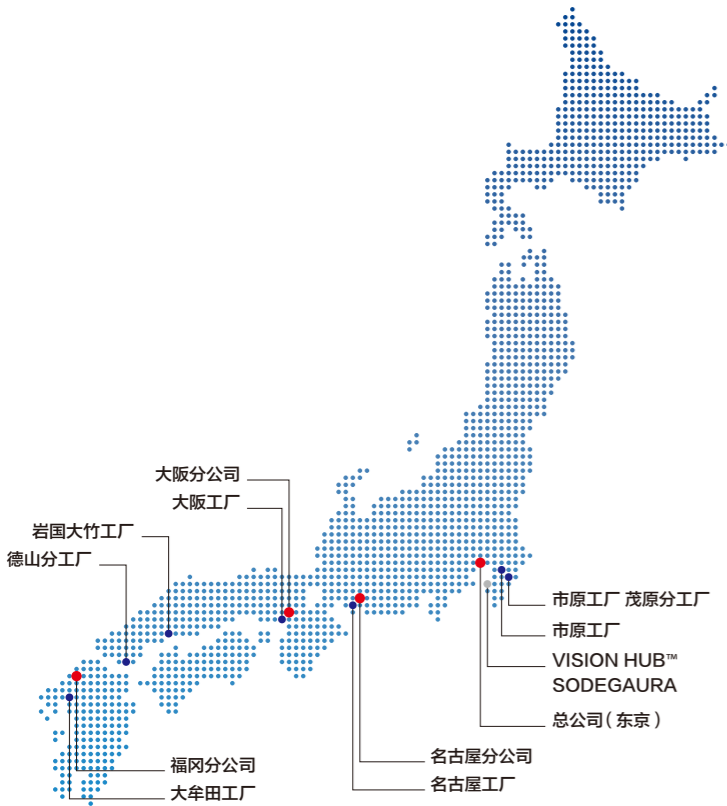 大阪分公司
大阪工厂
岩国大竹工厂
德山分工厂
市原工厂 茂原分工厂
市原工厂
VISION HUB™
SODEGAURA
总公司（东京）
名古屋分公司
名古屋工厂
福冈分公司
大牟田工厂